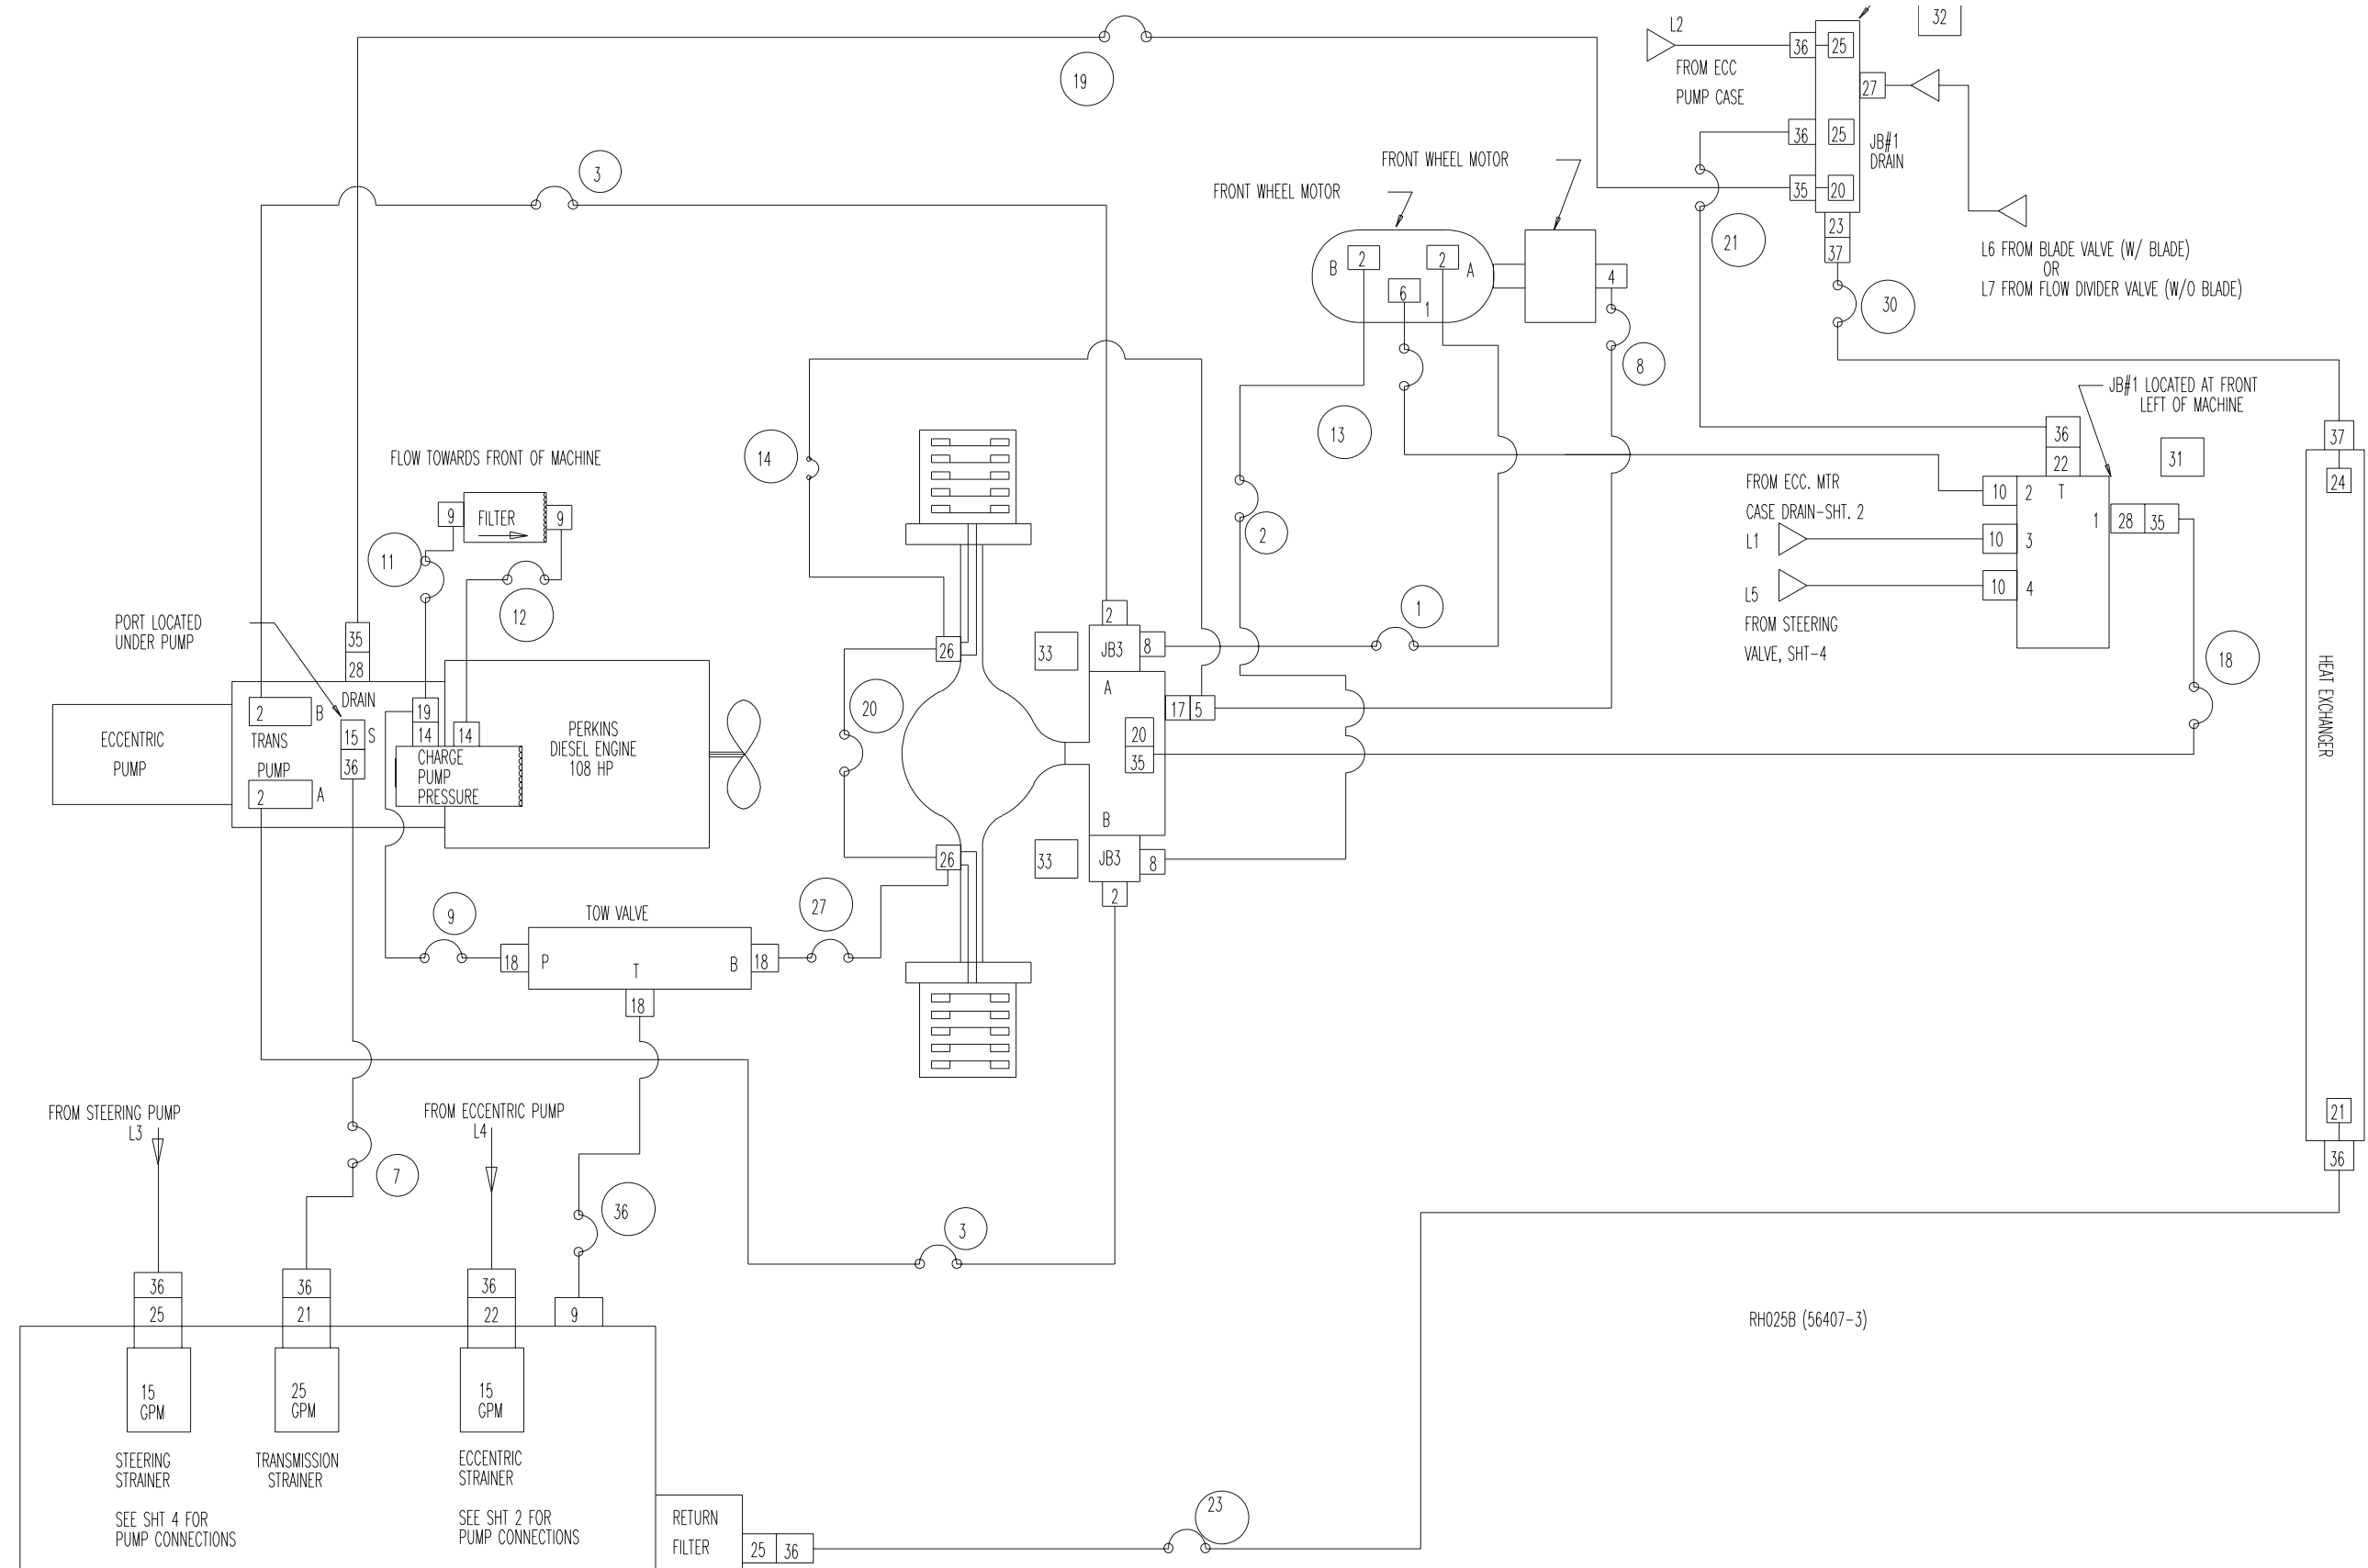 32
L2
36
25
FROM ECC
PUMP CASE
27
19
36
25
JB#1
DRAIN
3
FRONT WHEEL MOTOR
FRONT WHEEL MOTOR
35
20
23
37
21
L6 FROM BLADE VALVE (W/ BLADE)
OR
L7 FROM FLOW DIVIDER VALVE (W/O BLADE)
B
2
2
A
6
1
4
30
8
JB#1 LOCATED AT FRONT
LEFT OF MACHINE
13
14
36
22
37
31
24
FLOW TOWARDS FRONT OF MACHINE
9
FILTER
9
FROM ECC. MTR
CASE DRAIN-SHT. 2
10
2
T
1
28
35
L1
10
3
2
11
12
L5
10
4
FROM STEERING
VALVE, SHT-4
1
PORT LOCATED
UNDER PUMP
35
28
26
33
2
JB3
8
18
HEAT EXCHANGER
DRAIN
2
B
TRANS
PUMP
2
A
15
S
36
19
14
14
CHARGE
PUMP
PRESSURE
ECCENTRIC
PUMP
PERKINS
DIESEL ENGINE
108 HP
20
A
17
5
20
35
B
26
33
JB3
8
2
9
TOW VALVE
27
18
P
T
B
18
18
FROM STEERING PUMP
L3
FROM ECCENTRIC PUMP
L4
7
36
3
21
36
36
25
36
21
36
22
9
RH025B (56407-3)
15
GPM
25
GPM
15
GPM
STEERING
STRAINER
TRANSMISSION
STRAINER
ECCENTRIC
STRAINER
SEE SHT 4 FOR
PUMP CONNECTIONS
SEE SHT 2 FOR
PUMP CONNECTIONS
RETURN
FILTER
25
36
23